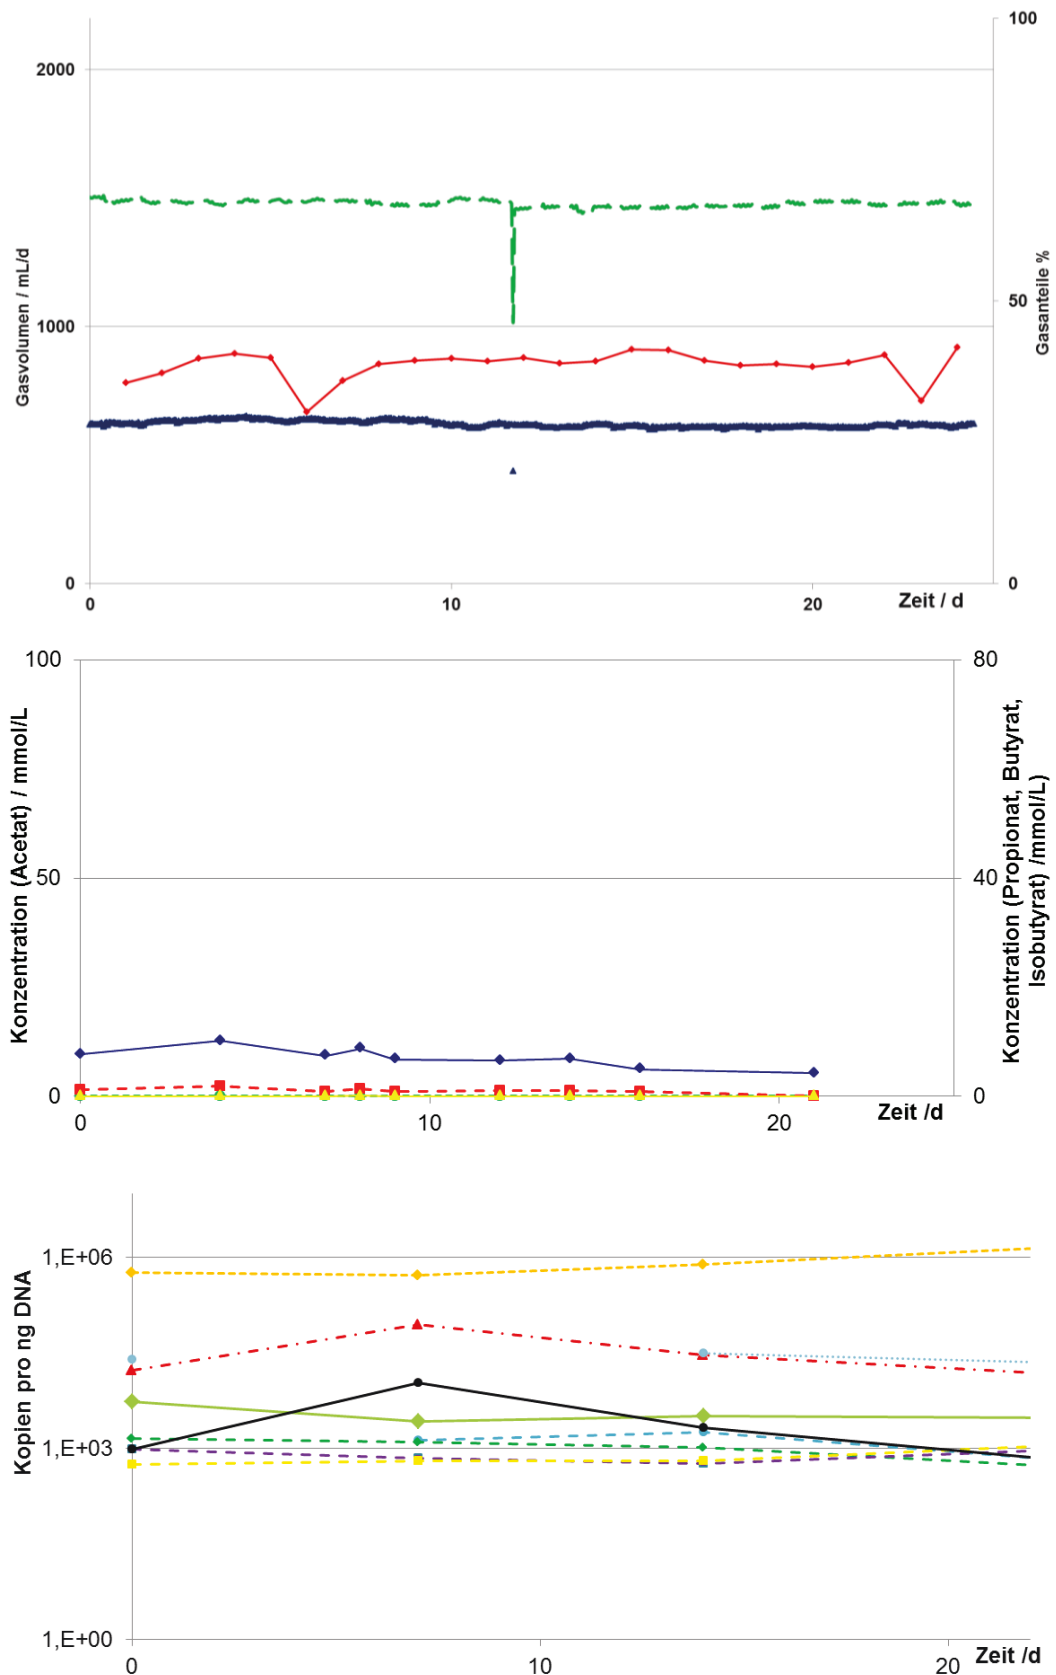 100
2000
Gasvolumen / mL/d
Gasanteile %
50
1000
0
0
0
10
20
Zeit / d
100
80
Konzentration (Acetat) / mmol/L
Konzentration (Propionat, Butyrat,
Isobutyrat) /mmol/L)
50
40
0
0
Zeit /d
0
10
20
1,E+06
Kopien pro ng DNA
1,E+03
1,E+00
0
10
20
Zeit /d